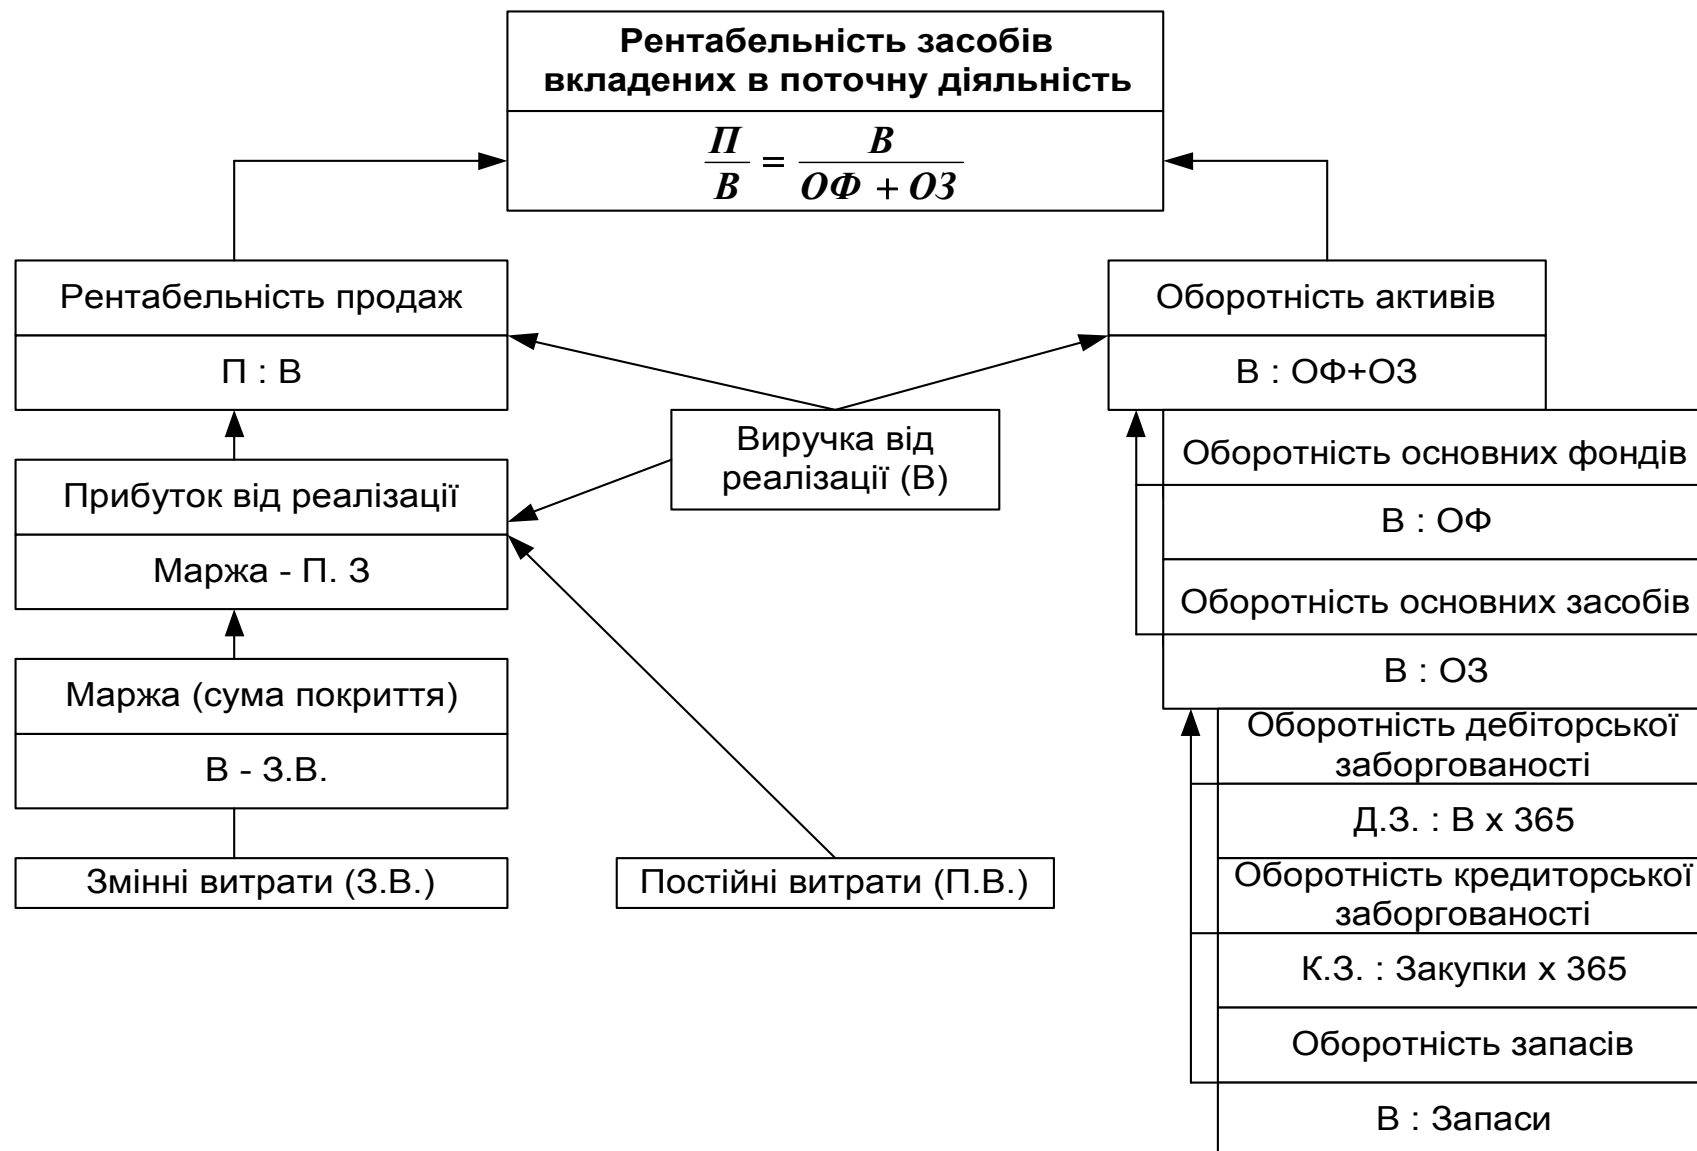 Рентабельність засобів
вкладених в поточну діяльність
П/В = В/(ОФ + ОЗ)
Рентабельність продаж
П : В
Оборотність активів
В : ОФ+ОЗ
Виручка від
реалізації (В)
Прибуток від реалізації
Маржа - П. З
Оборотність основних фондів
В : ОФ
Оборотність основних засобів
В : ОЗ
Маржа (сума покриття)
В - З.В.
Оборотність дебіторської
заборгованості
Д.З. : В х 365
Змінні витрати (З.В.)
Постійні витрати (П.В.)
Оборотність кредиторської
заборгованості
К.З. : Закупки х 365
Оборотність запасів
В : Запаси